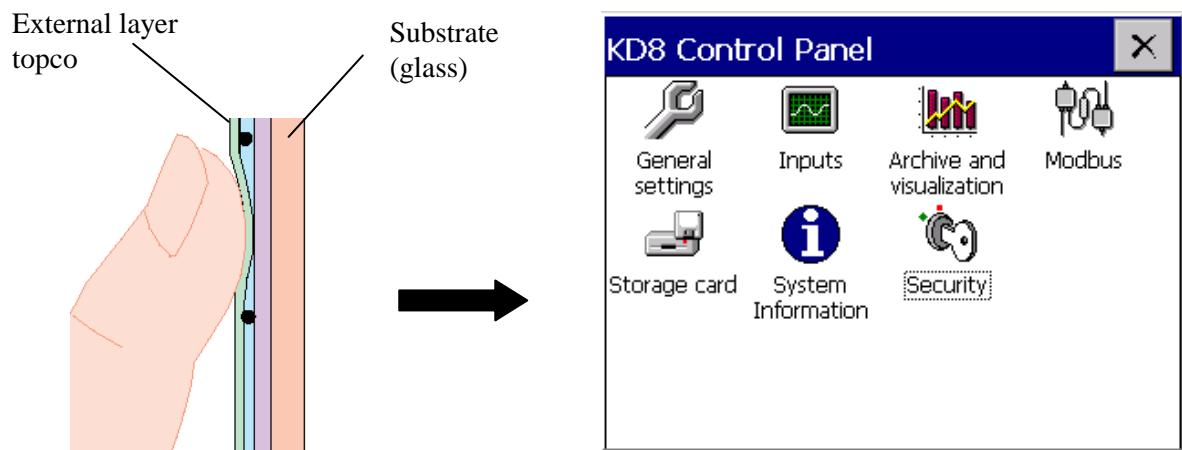 External layer
topco
Substrate
(glass)
KD8 Control Panel
General
settings
Inputs
Archive and
visualization
Modbus
Storage card
System
Information
Security